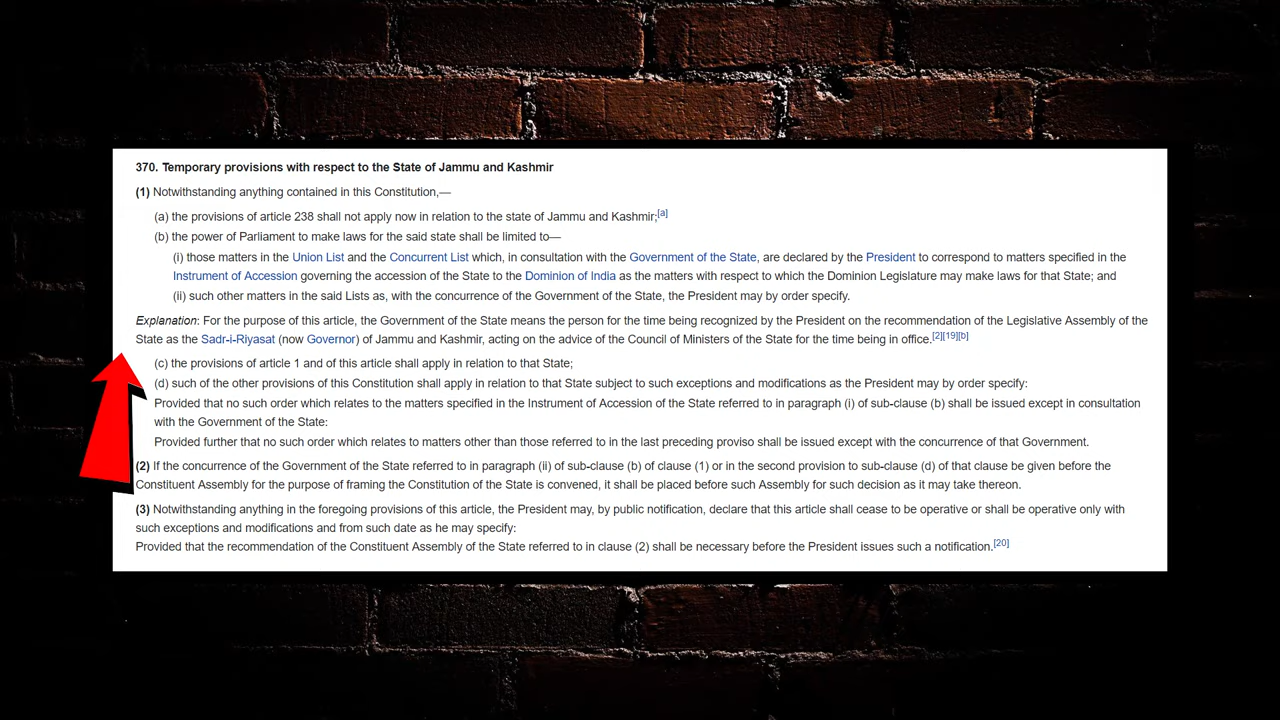 370. Temporary provisions with respect to the State of Jammu and Kashmir
(1) Notwithstanding anything contained in this Constitution,—
(a) the provisions of article 238 shall not apply now in relation to the state of Jammu and Kashmir;[a]
(b) the power of Parliament to make laws for the said state shall be limited to—
(i) those matters in the Union List and the Concurrent List which, in consultation with the Government of the State, are declared by the President to correspond to matters specified in the
Instrument of Accession governing the accession of the State to the Dominion of India as the matters with respect to which the Dominion Legislature may make laws for that State; and
(ii) such other matters in the said Lists as, with the concurrence of the Government of the State, the President may by order specify.
Explanation: For the purpose of this article, the Government of the State means the person for the time being recognized by the President on the recommendation of the Legislative Assembly of the
State as the Sadr-i-Riyasat (now Governor) of Jammu and Kashmir, acting on the advice of the Council of Ministers of the State for the time being in office.[2][19][b]
(c) the provisions of article 1 and of this article shall apply in relation to that State;
(d) such of the other provisions of this Constitution shall apply in relation to that State subject to such exceptions and modifications as the President may by order specify:
Provided that no such order which relates to the matters specified in the Instrument of Accession of the State referred to in paragraph (i) of sub-clause (b) shall be issued except in consultation
with the Government of the State:
Provided further that no such order which relates to matters other than those referred to in the last preceding proviso shall be issued except with the concurrence of that Government.
(2) If the concurrence of the Government of the State referred to in paragraph (ii) of sub-clause (b) of clause (1) or in the second provision to sub-clause (d) of that clause be given before the
Constituent Assembly for the purpose of framing the Constitution of the State is convened, it shall be placed before such Assembly for such decision as it may take thereon.
(3) Notwithstanding anything in the foregoing provisions of this article, the President may, by public notification, declare that this article shall cease to be operative or shall be operative only with
such exceptions and modifications and from such date as he may specify:
Provided that the recommendation of the Constituent Assembly of the State referred to in clause (2) shall be necessary before the President issues such a notification.[20]